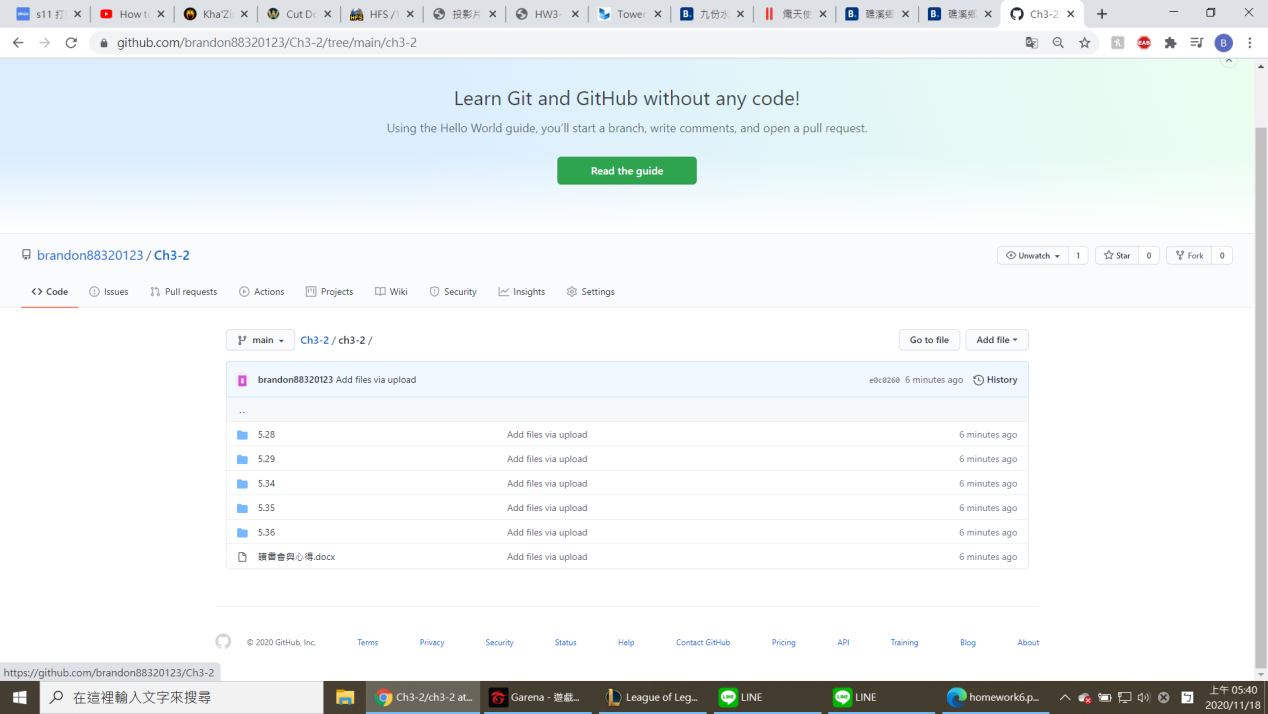 s11 打
How to
Kha'Zi
Cut Do
HFS / T
投影片
HW3-
Tower
九份水
礁溪鄉
礁溪鄉
Ch3-2
github.com/brandon88320123/Ch3-2/tree/main/ch3-2
Learn Git and GitHub without any code!
Using the Hello World guide, you'll start a branch, write comments, and open a pull request.
Read the guide
brandon88320123 / Ch3-2
Unwatch 1 Star 0 Fork 0
Code Issues Pull requests Actions Projects Wiki Security Insights Settings
main Ch3-2 / ch3-2 / Go to file Add file
brandon88320123 Add files via upload e0c0260 6 minutes ago History
..
5.28 Add files via upload 6 minutes ago
5.29 Add files via upload 6 minutes ago
5.34 Add files via upload 6 minutes ago
5.35 Add files via upload 6 minutes ago
5.36 Add files via upload 6 minutes ago
讀書會與心得.docx Add files via upload 6 minutes ago
© 2020 GitHub, Inc. Terms Privacy Security Status Help Contact GitHub Pricing API Training Blog About
https://github.com/brandon88320123/Ch3-2
在這裡輸入文字來搜尋
Ch3-2/ch3-2 at...
Garena - 遊戲...
League of Leg...
LINE
LINE
homework6.p...
上午 05:40
2020/11/18